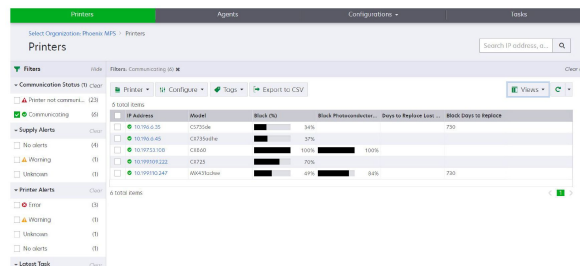 Printers Agents Configurations Tasks
Select Organization: Phoenix MPS > Printers
Printers
Search IP address, a...
Filters Hide
Filters: Communicating (6) Clear
Communication Status (1) Clear
Printer Configure Tags Export to CSV Views
Printer not communi... (23)
6 total items
Communicating (6)
IP Address Model Black (%) Black Photoconductor... Days to Replace Last ... Black Days to Replace
Supply Alerts Clear
10.196.6.35 CS735de 34% 730
No alerts (4)
10.196.6.45 CX735adhe 37%
Warning (1)
10.197.53.108 CX860 100% 100%
Unknown (1)
10.199.109.222 CX725 70%
10.199.110.247 MX431adwe 49% 84% 730
Printer Alerts Clear
6 total items 1
Error (3)
Warning (1)
Unknown (1)
No alerts (1)
Latest Task Clear